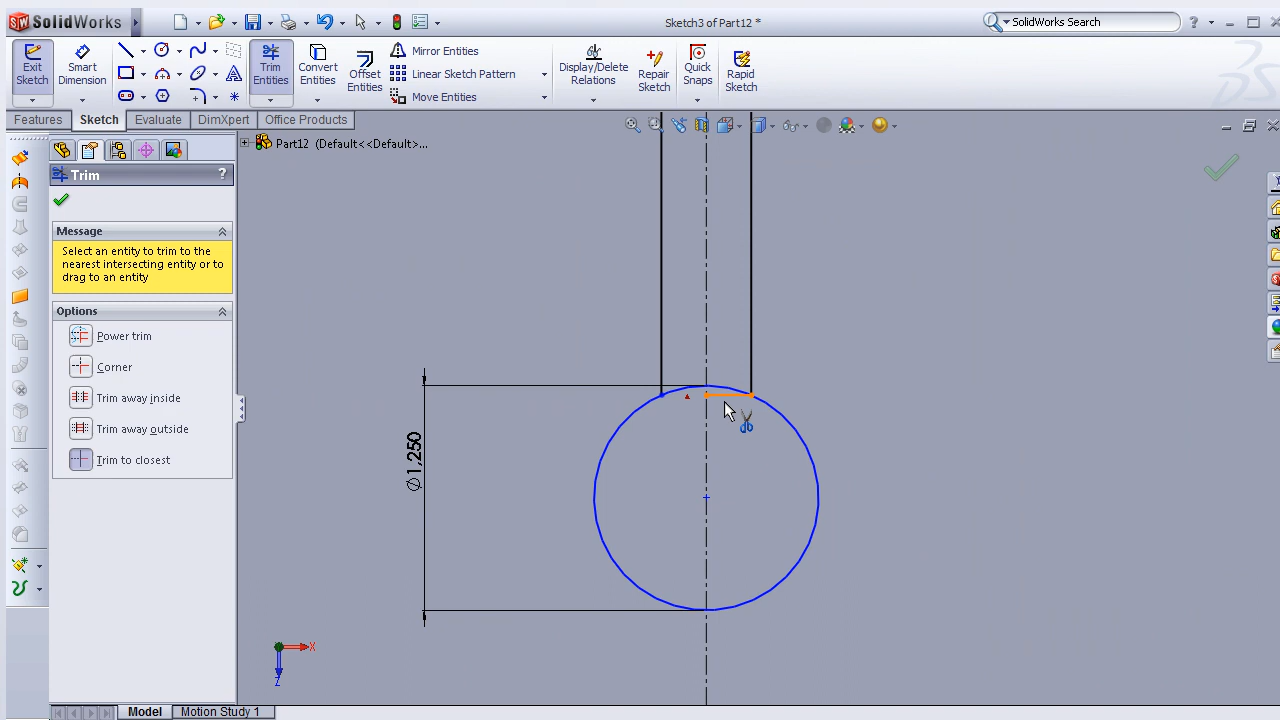 SolidWorks
Sketch3 of Part12 *
SolidWorks Search
Exit Sketch
Smart Dimension
Trim Entities
Convert Entities
Offset Entities
Mirror Entities
Linear Sketch Pattern
Move Entities
Display/Delete Relations
Repair Sketch
Quick Snaps
Rapid Sketch
Features
Sketch
Evaluate
DimXpert
Office Products
Part12 (Default<<Default>...
Trim
?
Message
Select an entity to trim to the
nearest intersecting entity or to
drag to an entity
Options
Power trim
Corner
Trim away inside
Trim away outside
Trim to closest
∅1,250
X
Z
Model
Motion Study 1